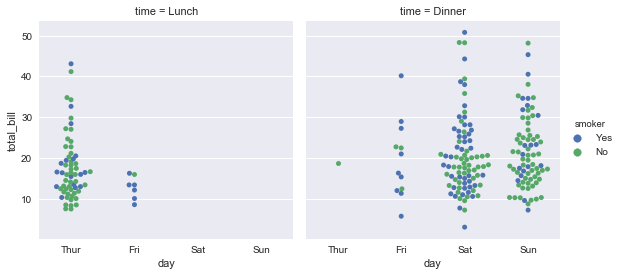 time = Lunch
time = Dinner
total_bill
50
40
30
20
10
Thur Fri Sat Sun
Thur Fri Sat Sun
day
day
smoker
Yes
No